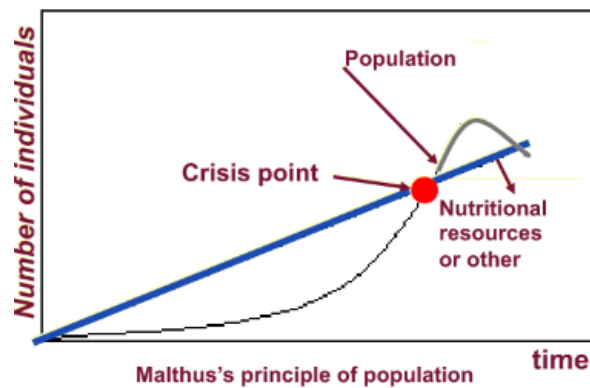 Number of individuals
Population
Crisis point
Nutritional
resources
or other
time
Malthus's principle of population